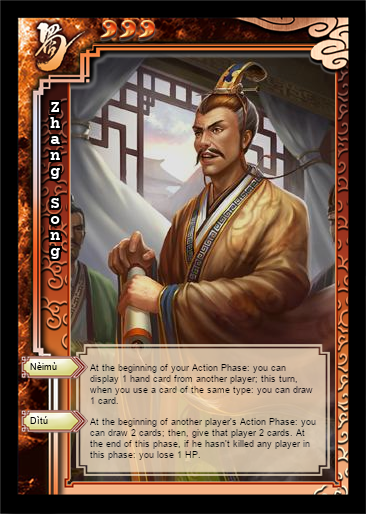 蜀
Zhang Song
Nèimù
At the beginning of your Action Phase: you can
display 1 hand card from another player; this turn,
when you use a card of the same type: you can draw
1 card.
Dìtú
At the beginning of another player's Action Phase: you
can draw 2 cards; then, give that player 2 cards. At
the end of this phase, if he hasn't killed any player in
this phase: you lose 1 HP.